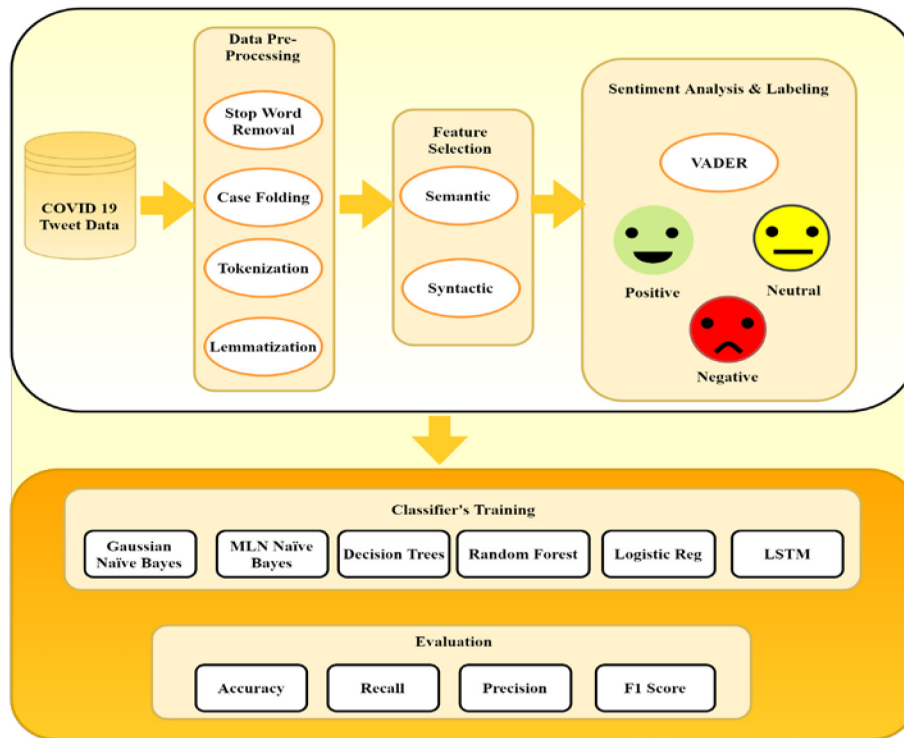 Data Pre-
Processing
Stop Word
Removal
Case Folding
Tokenization
Lemmatization
COVID 19
Tweet Data
Feature
Selection
Semantic
Syntactic
Sentiment Analysis & Labeling
VADER
Positive
Neutral
Negative
Classifier's Training
Gaussian
Naïve Bayes
MLN Naïve
Bayes
Decision Trees
Random Forest
Logistic Reg
LSTM
Evaluation
Accuracy
Recall
Precision
F1 Score